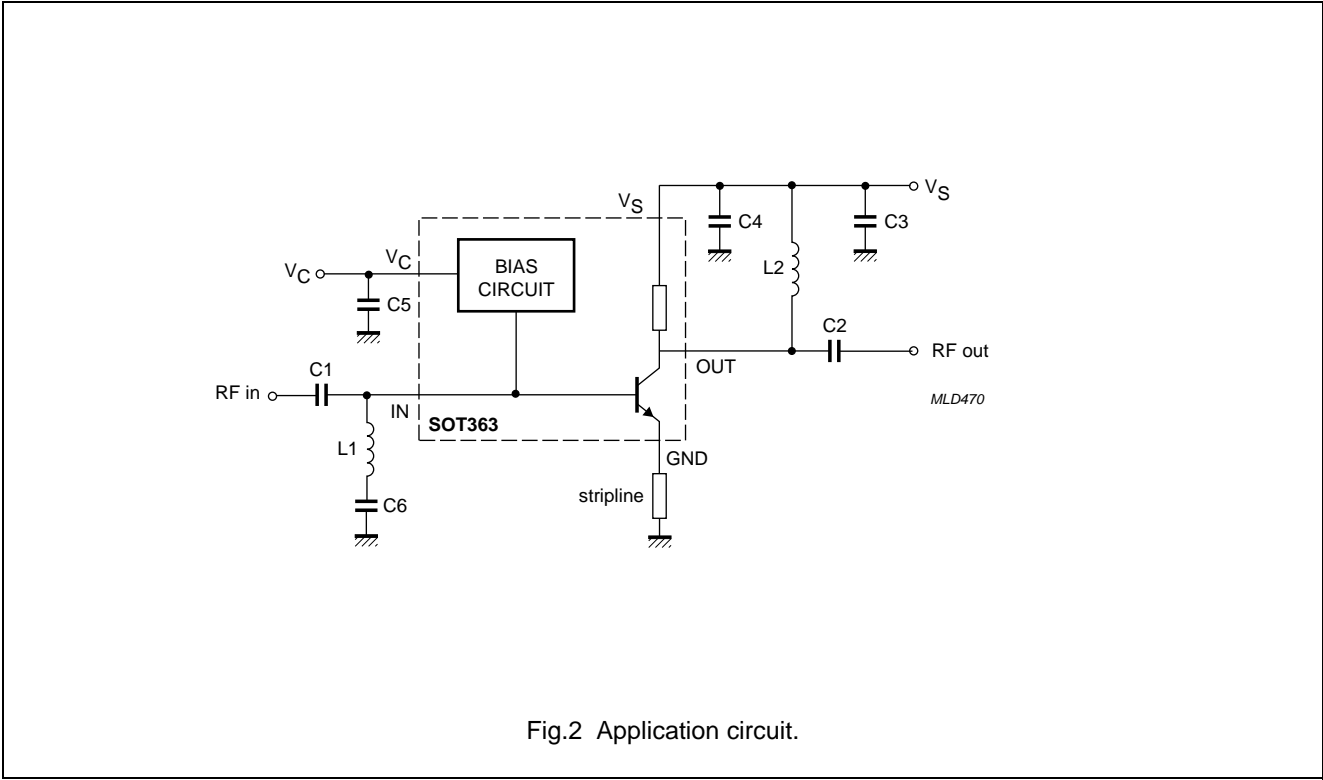 VS
VS
C4
C3
VC
VC
BIAS
CIRCUIT
L2
C5
C2
RF out
OUT
C1
RF in
IN
MLD470
SOT363
L1
GND
stripline
C6
Fig.2 Application circuit.